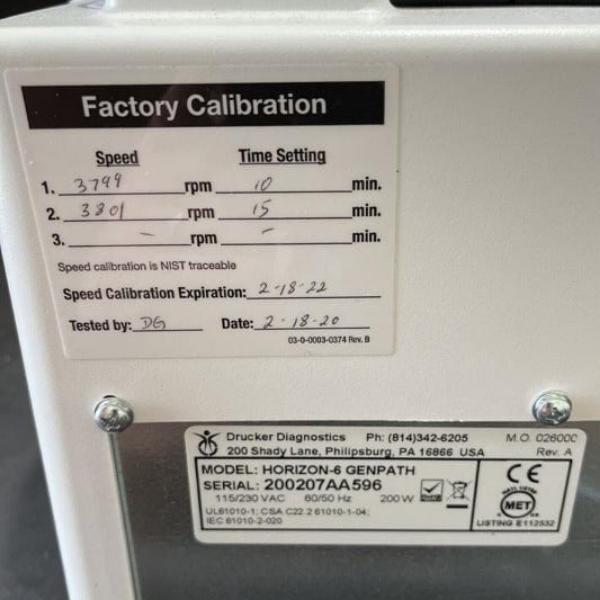 Factory Calibration
Speed Time Setting
1. 3799 rpm 10 min.
2. 3801 rpm 15 min.
3. - rpm - min.
Speed calibration is NIST traceable
Speed Calibration Expiration: 2-18-22
Tested by: DG Date: 2-18-20
03-0-0003-0374 Rev. B
Drucker Diagnostics Ph: (814)342-6205 M.O. 026000
200 Shady Lane, Philipsburg, PA 16866 USA Rev. A
MODEL: HORIZON-6 GENPATH
SERIAL: 200207AA596
115/230 VAC 60/50 Hz 200 W
UL61010-1; CSA C22.2 61010-1-04;
IEC 61010-2-020
CE
MET
LISTING E112532